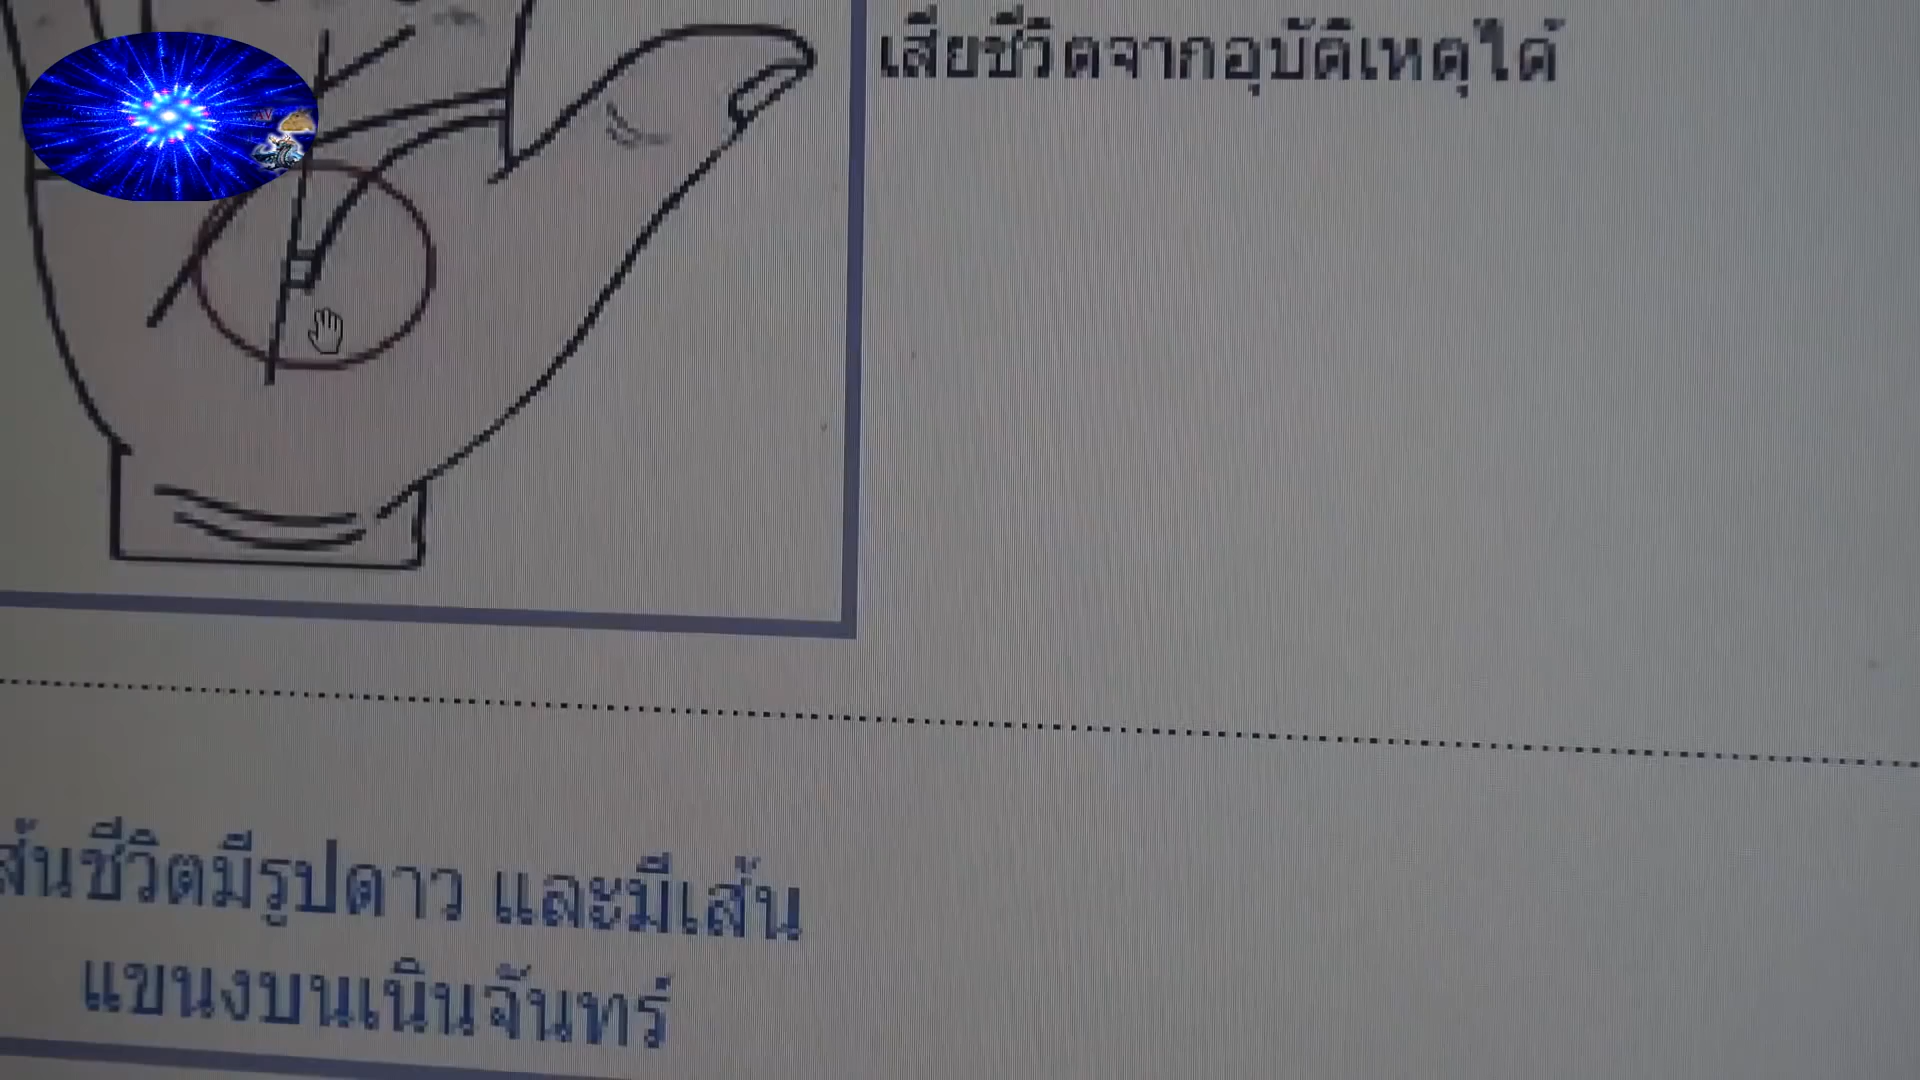 เสียชีวิตจากอุบัติเหตุได้
ส้นชีวิตมีรูปดาว และมีเส้น
แขนงบนเนินจันทร์